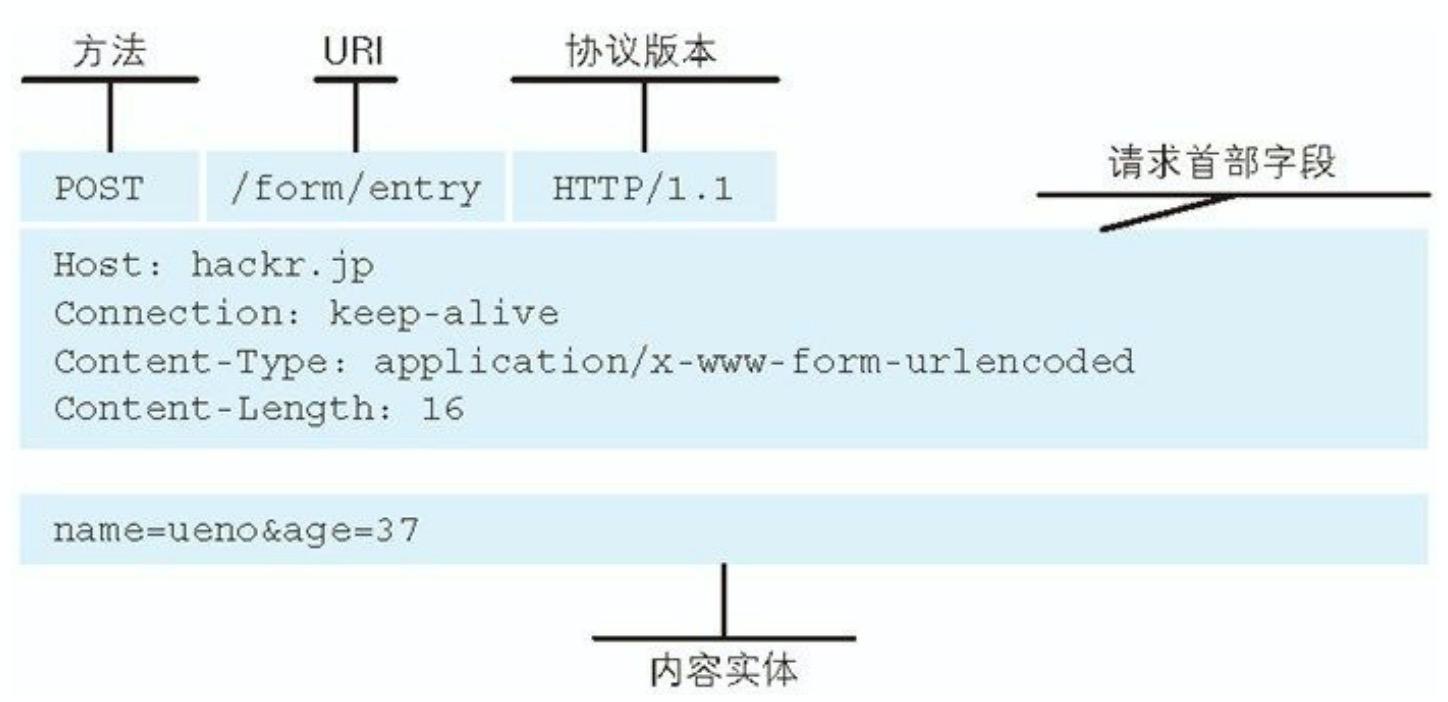 方法 URI 协议版本
请求首部字段
POST /form/entry HTTP/1.1
Host: hackr.jp
Connection: keep-alive
Content-Type: application/x-www-form-urlencoded
Content-Length: 16
name=ueno&age=37
内容实体